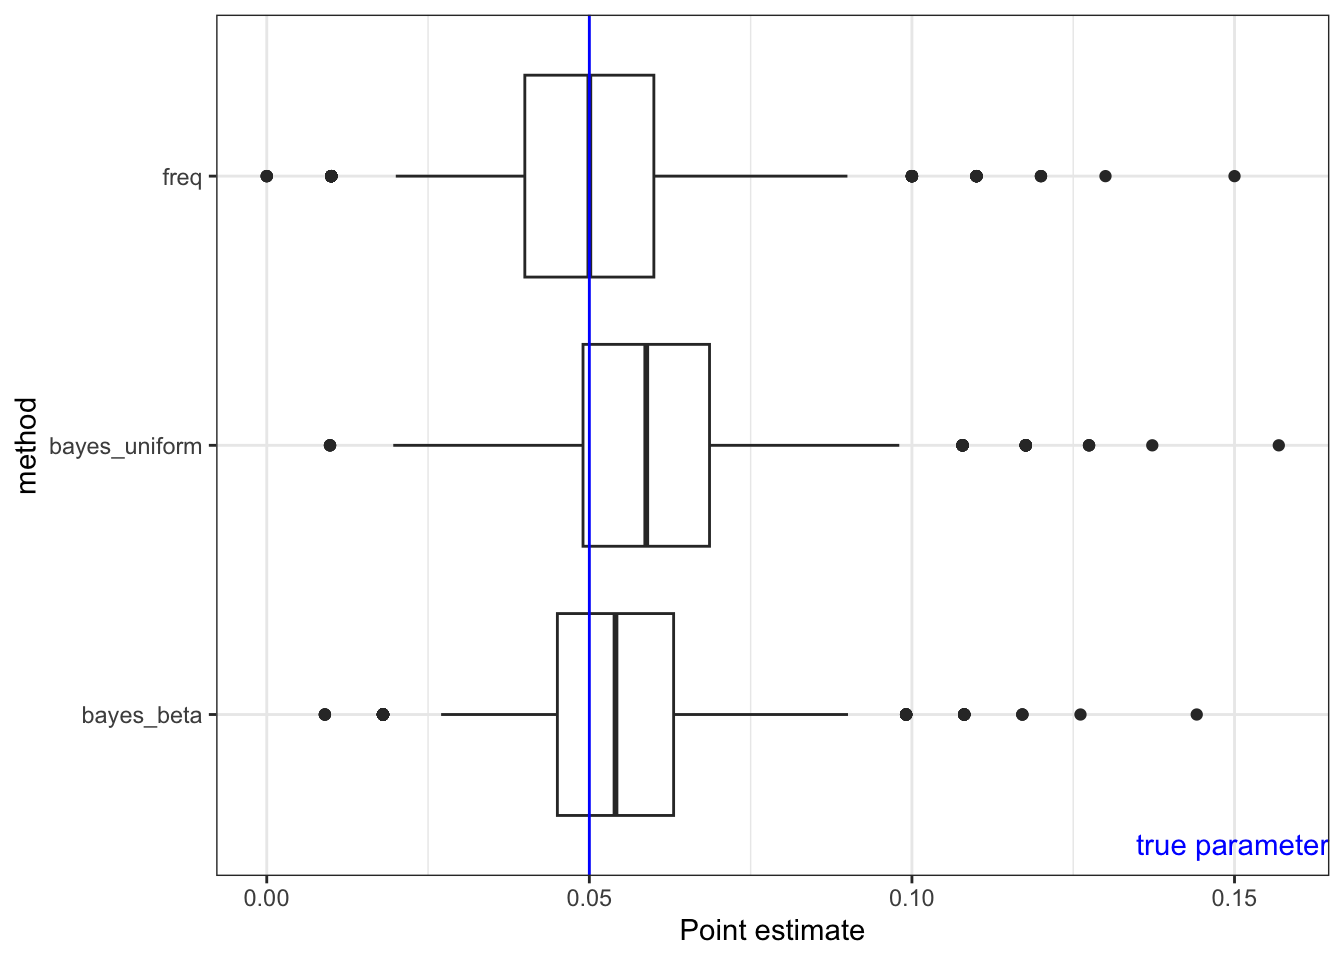 freq
bayes_uniform
bayes_beta
method
true parameter
0.00
0.05
0.10
0.15
Point estimate